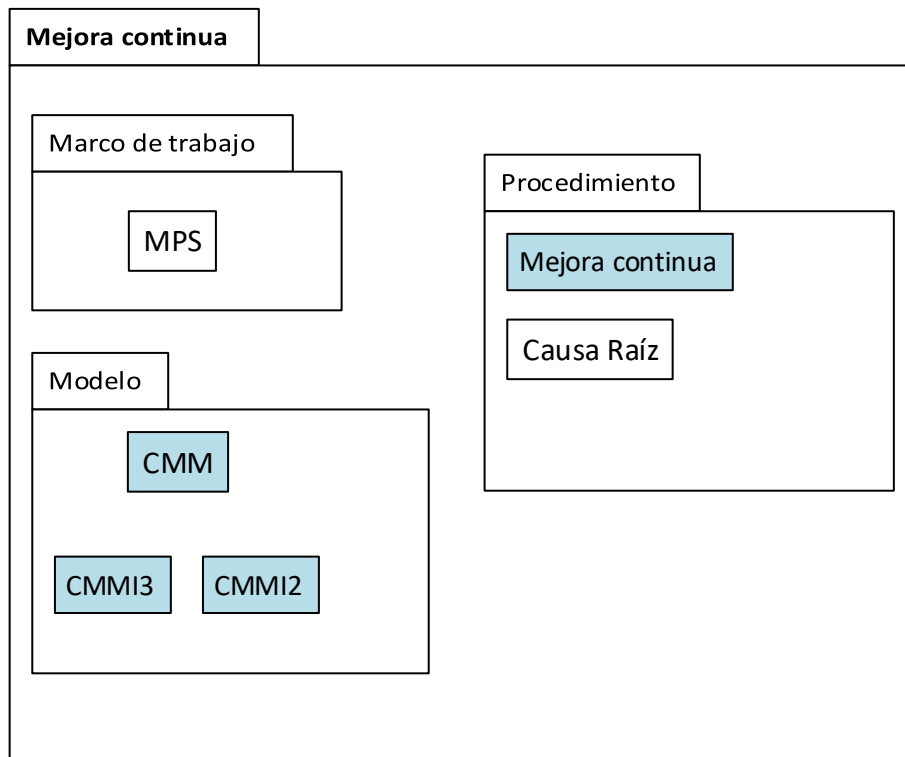 Mejora continua
Marco de trabajo
MPS
Modelo
CMM
CMMI3
CMMI2
Procedimiento
Mejora continua
Causa Raíz